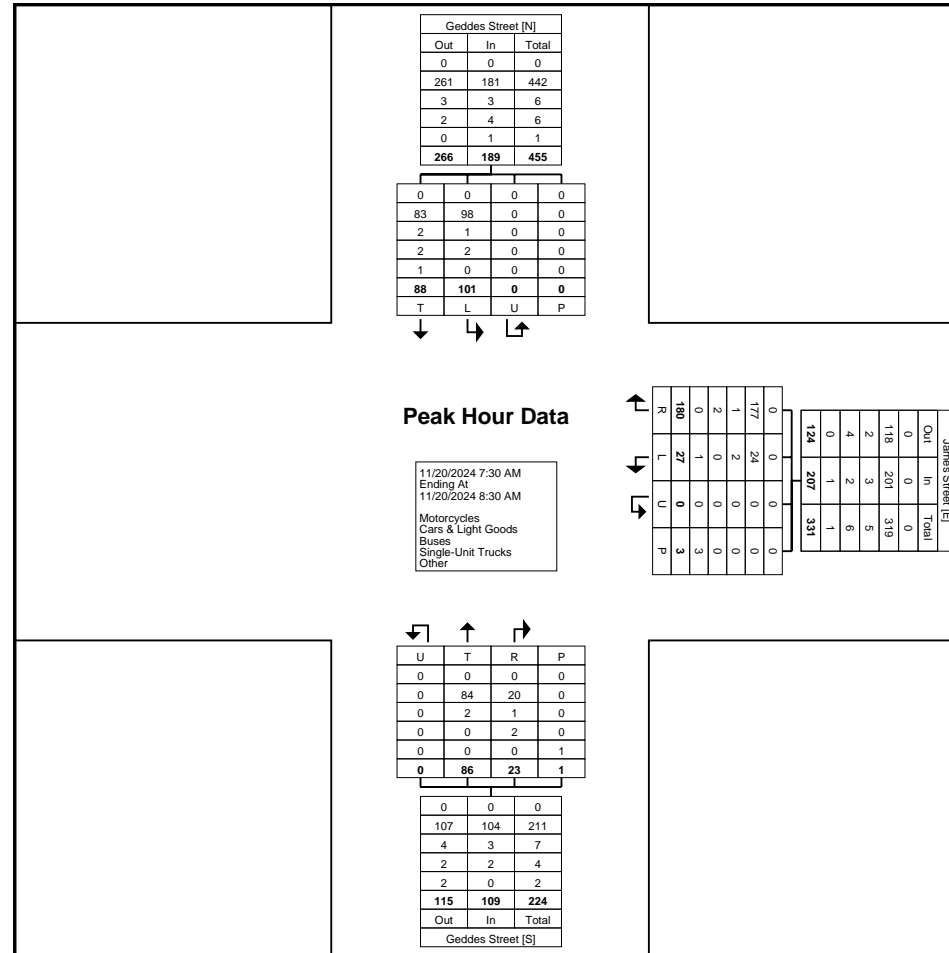 Geddes Street [N]
Out In Total
0 0 0
261 181 442
3 3 6
2 4 6
0 1 1
266 189 455
0 0 0 0
83 98 0 0
2 1 0 0
2 2 0 0
1 0 0 0
88 101 0 0
T L U P
Peak Hour Data
11/20/2024 7:30 AM
Ending At
11/20/2024 8:30 AM
Motorcycles
Cars & Light Goods
Buses
Single-Unit Trucks
Other
R 180 0 2 1 177 0
L 27 1 0 2 24 0
U 0 0 0 0 0 0
P 3 3 0 0 0 0
James Street [E]
Out In Total
0 0 0
118 201 319
2 3 5
4 2 6
0 1 1
124 207 331
U T R P
0 0 0 0
0 84 20 0
0 2 1 0
0 0 2 0
0 0 0 1
0 86 23 1
0 0 0
107 104 211
4 3 7
2 2 4
2 0 2
115 109 224
Out In Total
Geddes Street [S]